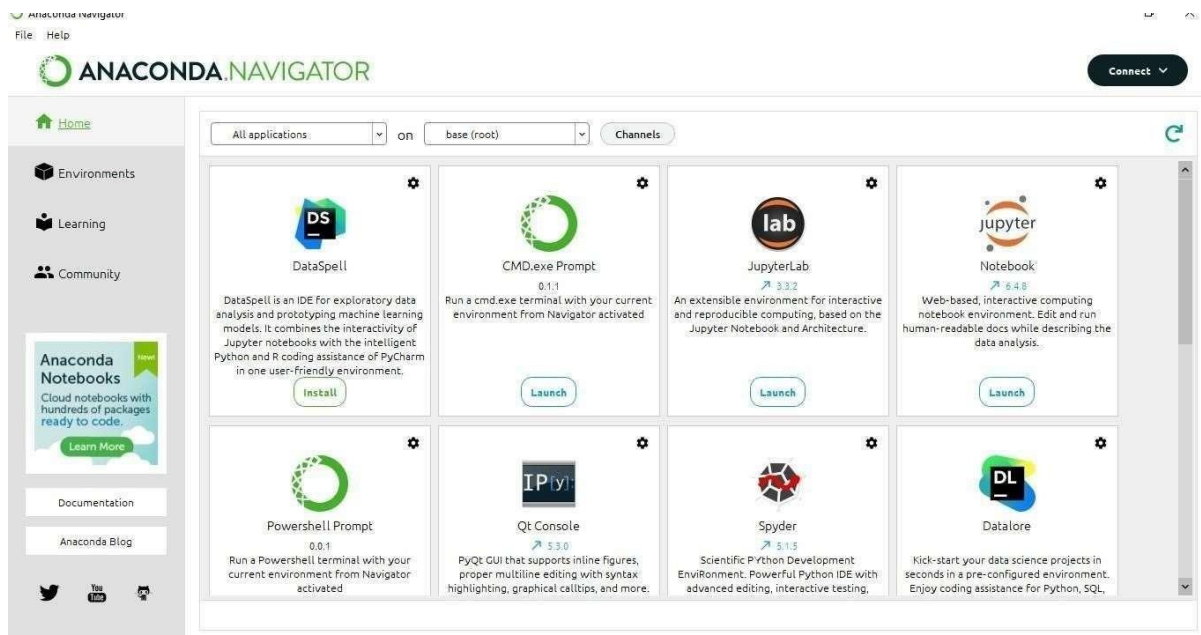 Anaconda Navigator
File Help
ANACONDA.NAVIGATOR
Connect
Home
Environments
Learning
Community
All applications on base (root) Channels
DS
DataSpell
DataSpell is an IDE for exploratory data
analysis and prototyping machine learning
models. It combines the interactivity of
Jupyter notebooks with the intelligent
Python and R coding assistance of PyCharm
in one user-friendly environment.
Install
CMD.exe Prompt
0.1.1
Run a cmd.exe terminal with your current
environment from Navigator activated
Launch
lab
JupyterLab
3.3.2
An extensible environment for interactive
and reproducible computing, based on the
Jupyter Notebook and Architecture.
Launch
jupyter
Notebook
6.4.8
Web-based, interactive computing
notebook environment. Edit and run
human-readable docs while describing the
data analysis.
Launch
Anaconda
Notebooks
New!
Cloud notebooks with
hundreds of packages
ready to code.
Learn More
Documentation
Anaconda Blog
You
Tube
Powershell Prompt
0.0.1
Run a Powershell terminal with your
current environment from Navigator
activated
IP[y]:
Qt Console
5.3.0
PyQt GUI that supports inline figures,
proper multiline editing with syntax
highlighting, graphical calltips, and more.
Spyder
5.1.5
Scientific PYthon Development
EnviRonment. Powerful Python IDE with
advanced editing, interactive testing,
DL
Datalore
Kick-start your data science projects in
seconds in a pre-configured environment.
Enjoy coding assistance for Python, SQL,